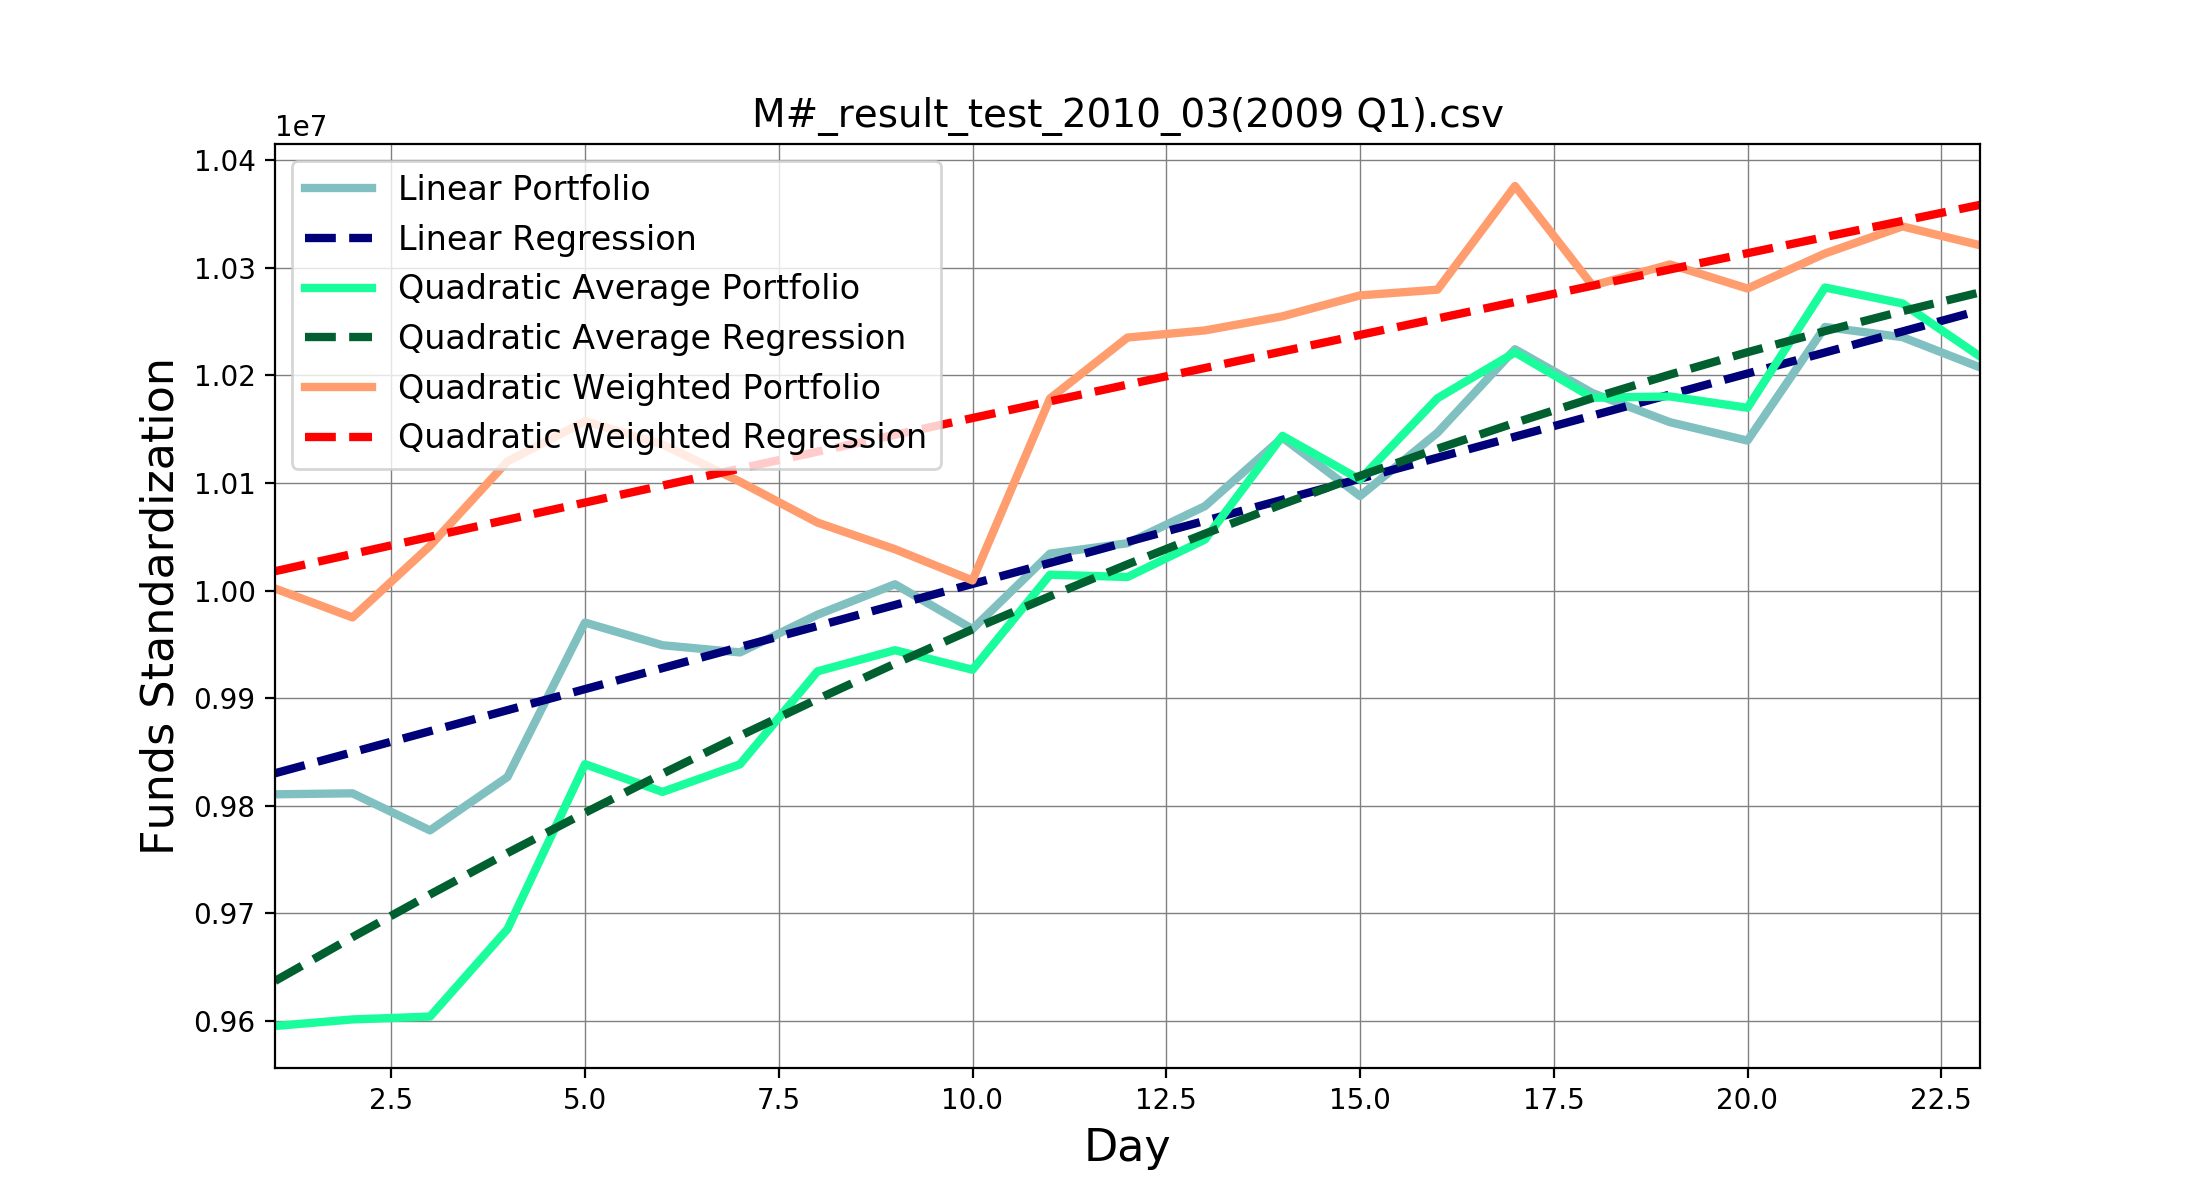 M#_result_test_2010_03(2009 Q1).csv
1e7
1.04
1.03
1.02
1.01
1.00
0.99
0.98
0.97
0.96
Funds Standardization
Linear Portfolio
Linear Regression
Quadratic Average Portfolio
Quadratic Average Regression
Quadratic Weighted Portfolio
Quadratic Weighted Regression
2.5 5.0 7.5 10.0 12.5 15.0 17.5 20.0 22.5
Day